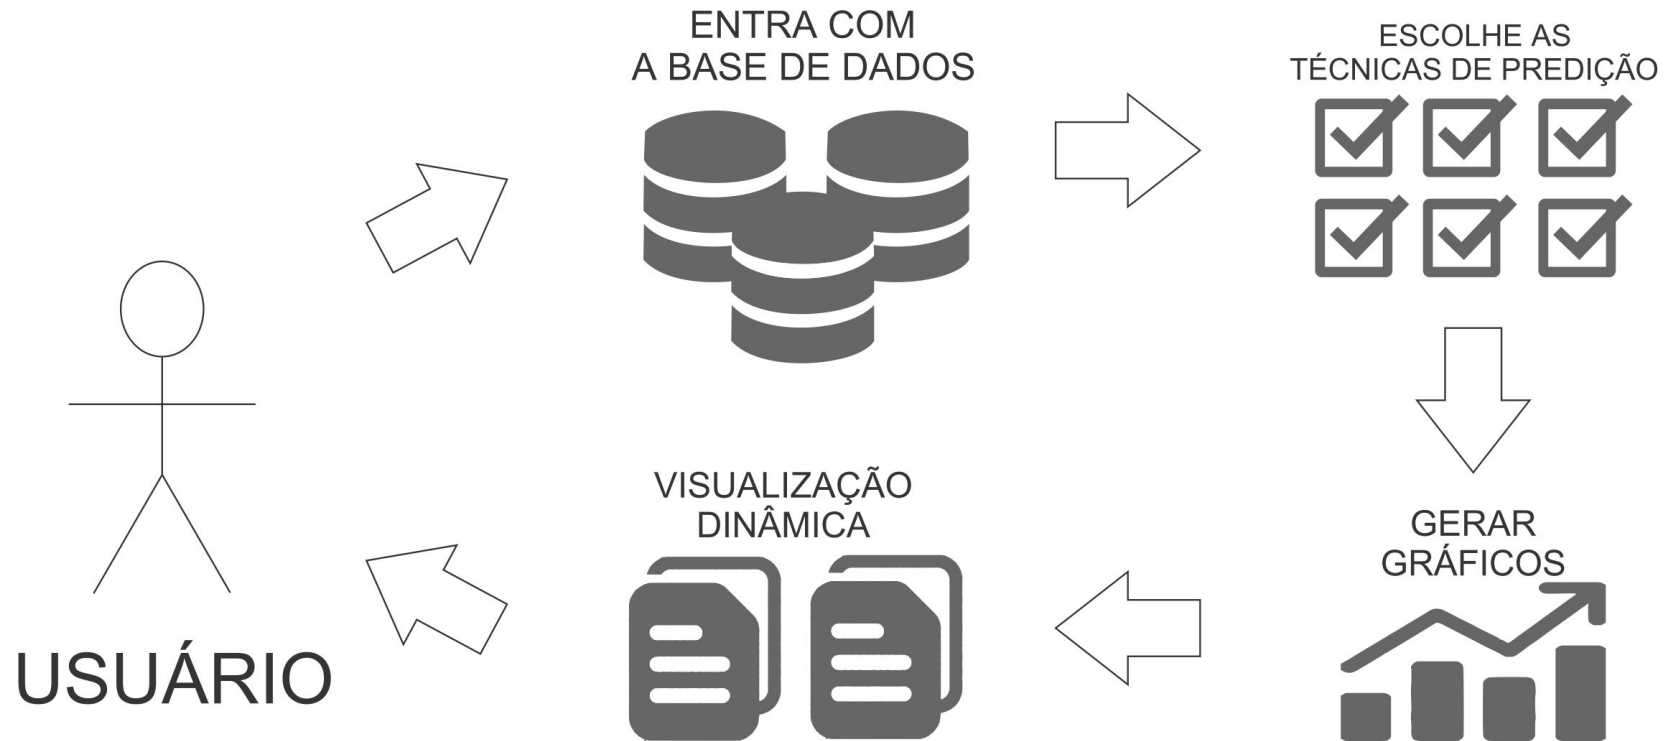 ENTRA COM
A BASE DE DADOS
ESCOLHE AS
TÉCNICAS DE PREDIÇÃO
GERAR
GRÁFICOS
VISUALIZAÇÃO
DINÂMICA
USUÁRIO